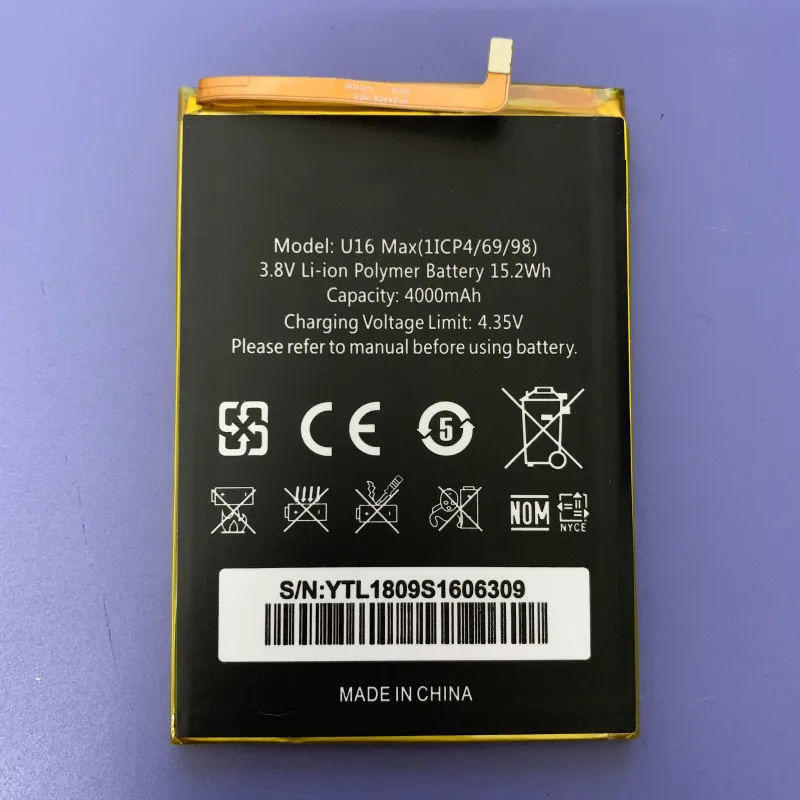 Model: U16 Max(1ICP4/69/98)
3.8V Li-ion Polymer Battery 15.2Wh
Capacity: 4000mAh
Charging Voltage Limit: 4.35V
Please refer to manual before using battery.
CE 5
NOM NYCE
S/N:YTL1809S1606309
MADE IN CHINA